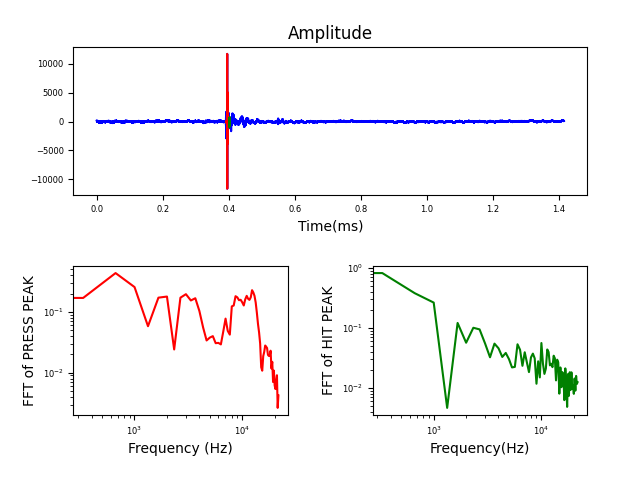 Amplitude
10000
5000
0
−5000
−10000
0.0 0.2 0.4 0.6 0.8 1.0 1.2 1.4
Time(ms)
FFT of PRESS PEAK
10⁻¹
10⁻²
10³ 10⁴
Frequency (Hz)
FFT of HIT PEAK
10⁰
10⁻¹
10⁻²
10³ 10⁴
Frequency(Hz)